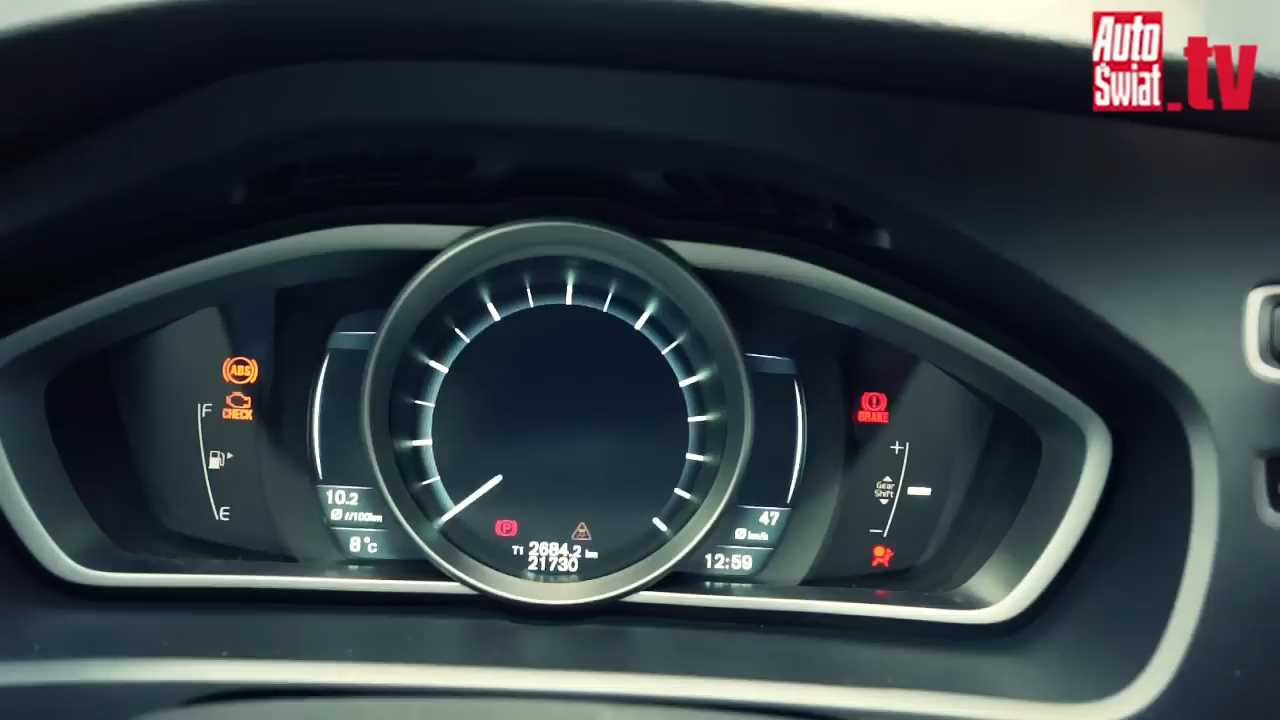 Auto
Świat
.tv
ABS
CHECK
F
E
BRAKE
+
Gear
Shift
-
10.2
Ø l/100km
8°C
P
T1 2684.2 km
21730
47
Ø km/h
12:59